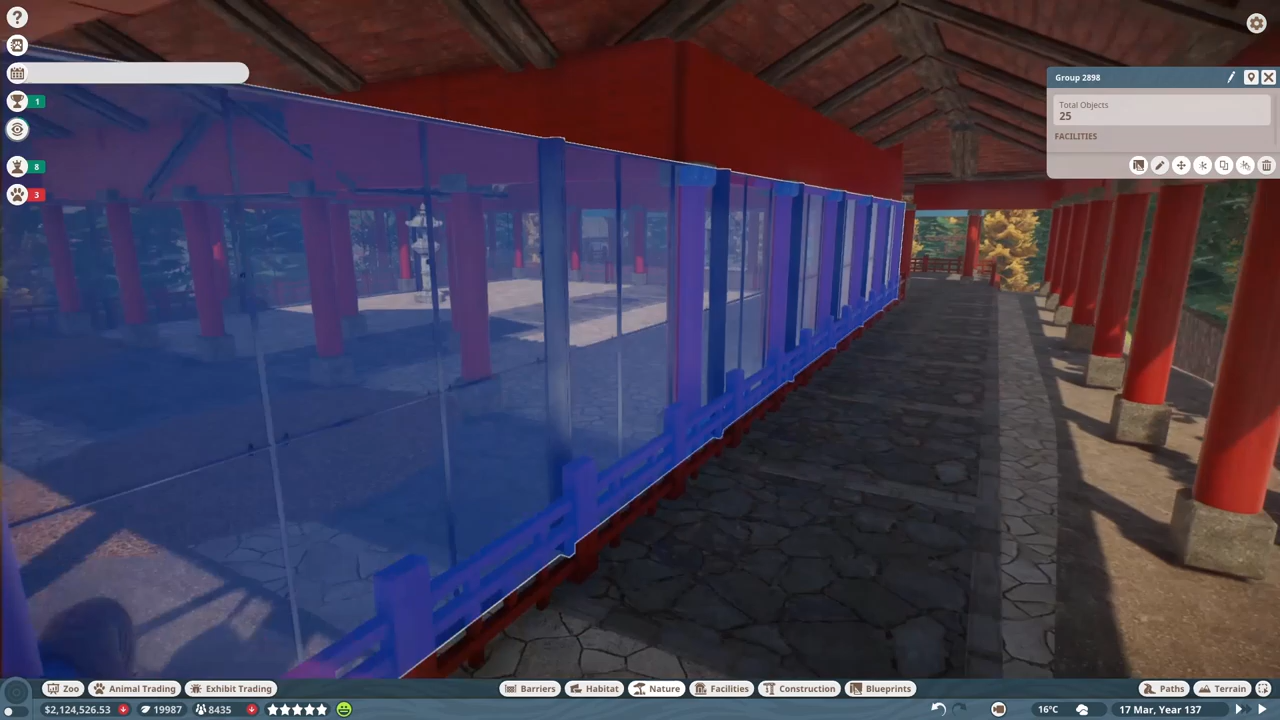 ?
1
8
3
Group 2898
Total Objects
25
FACILITIES
Zoo
Animal Trading
Exhibit Trading
Barriers
Habitat
Nature
Facilities
Construction
Blueprints
Paths
Terrain
$2,124,526.53
19987
8435
16°C
17 Mar, Year 137